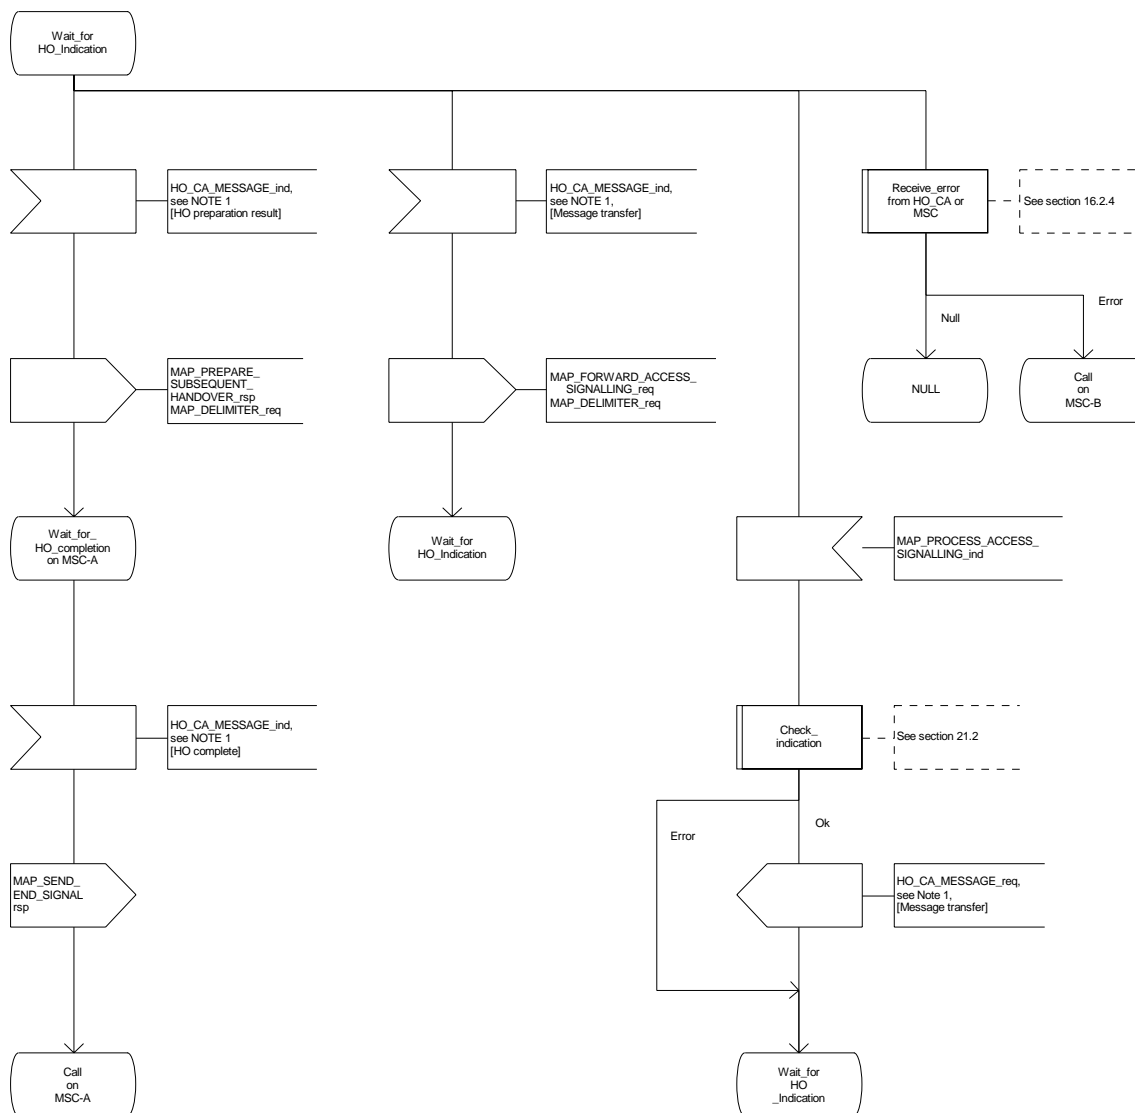 Wait_for
HO_Indication
HO_CA_MESSAGE_ind,
see NOTE 1
[HO preparation result]
HO_CA_MESSAGE_ind,
see NOTE 1,
[Message transfer]
Receive_error
from HO_CA or
MSC
See section 16.2.4
Null
Error
MAP_PREPARE_
SUBSEQUENT_
HANDOVER_rsp
MAP_DELIMITER_req
MAP_FORWARD_ACCESS_
SIGNALLING_req
MAP_DELIMITER_req
NULL
Call
on
MSC-B
Wait_for_
HO_completion
on MSC-A
Wait_for
HO_Indication
MAP_PROCESS_ACCESS_
SIGNALLING_ind
HO_CA_MESSAGE_ind,
see NOTE 1
[HO complete]
Check_
indication
See section 21.2
Error
Ok
MAP_SEND_
END_SIGNAL
rsp
HO_CA_MESSAGE_req,
see Note 1,
[Message transfer]
Call
on
MSC-A
Wait_for
HO
_Indication